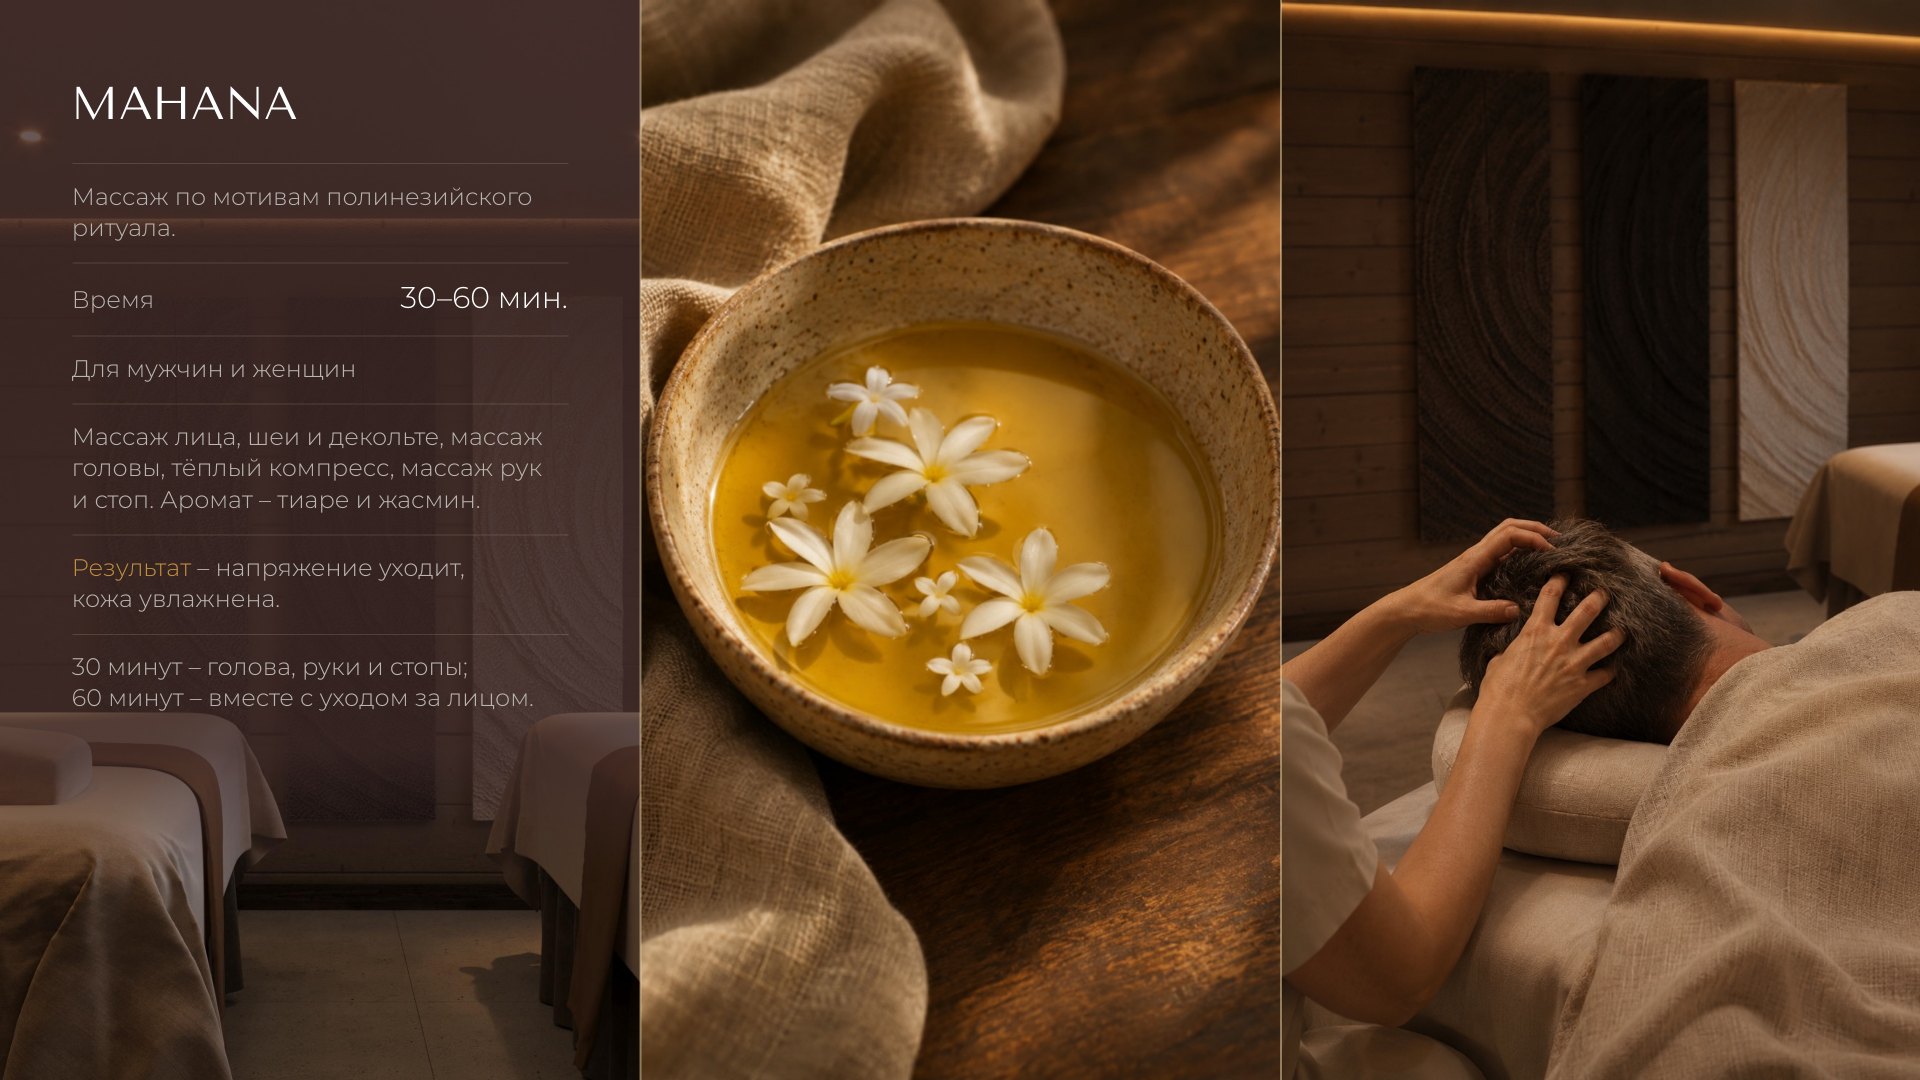 MAHANA
Массаж по мотивам полинезийского
ритуала.
Время 30–60 мин.
Для мужчин и женщин
Массаж лица, шеи и декольте, массаж
головы, тёплый компресс, массаж рук
и стоп. Аромат – тиаре и жасмин.
Результат – напряжение уходит,
кожа увлажнена.
30 минут – голова, руки и стопы;
60 минут – вместе с уходом за лицом.